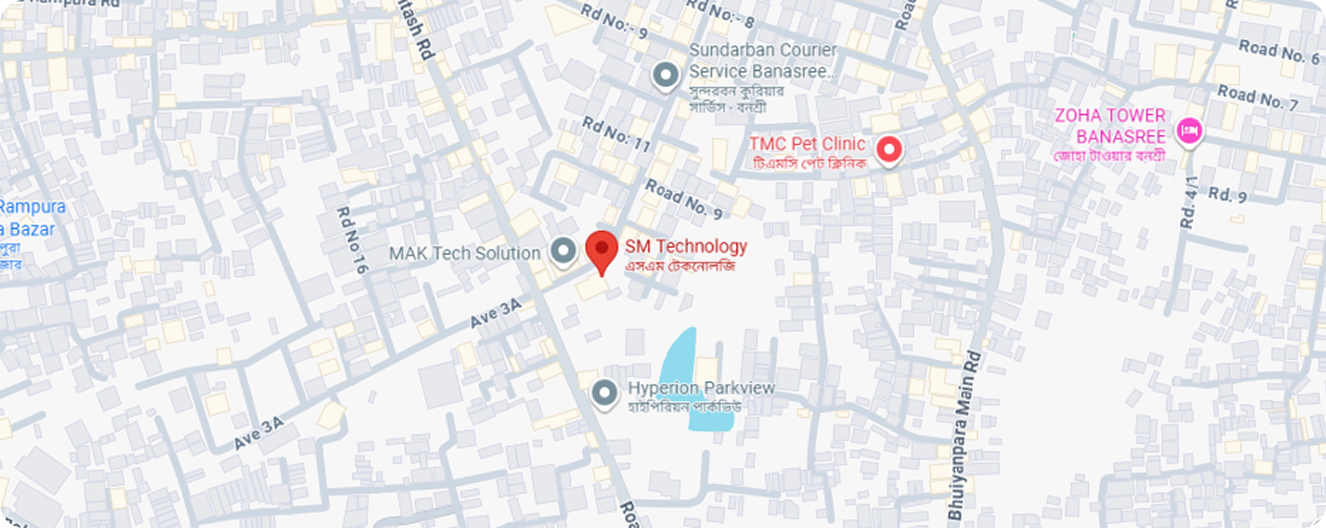 Rampura Rd
Rd No:- 9
Rd No:- 8
Sundarban Courier
Service Banasree...
সুন্দরবন কুরিয়ার
সার্ভিস - বনশ্রী
Road No. 6
Road No. 7
Rd No: 11
TMC Pet Clinic
টিএমসি পেট ক্লিনিক
ZOHA TOWER
BANASREE
জোহা টাওয়ার বনশ্রী
Road No. 9
Rd. 4/1
Rd. 9
Rampura
a Bazar
Rd No 16
MAK Tech Solution
SM Technology
এসএম টেকনোলজি
Ave 3A
Hyperion Parkview
হাইপিরিয়ন পার্কভিউ
Ave 3A
Bhuiyanpara Main Rd